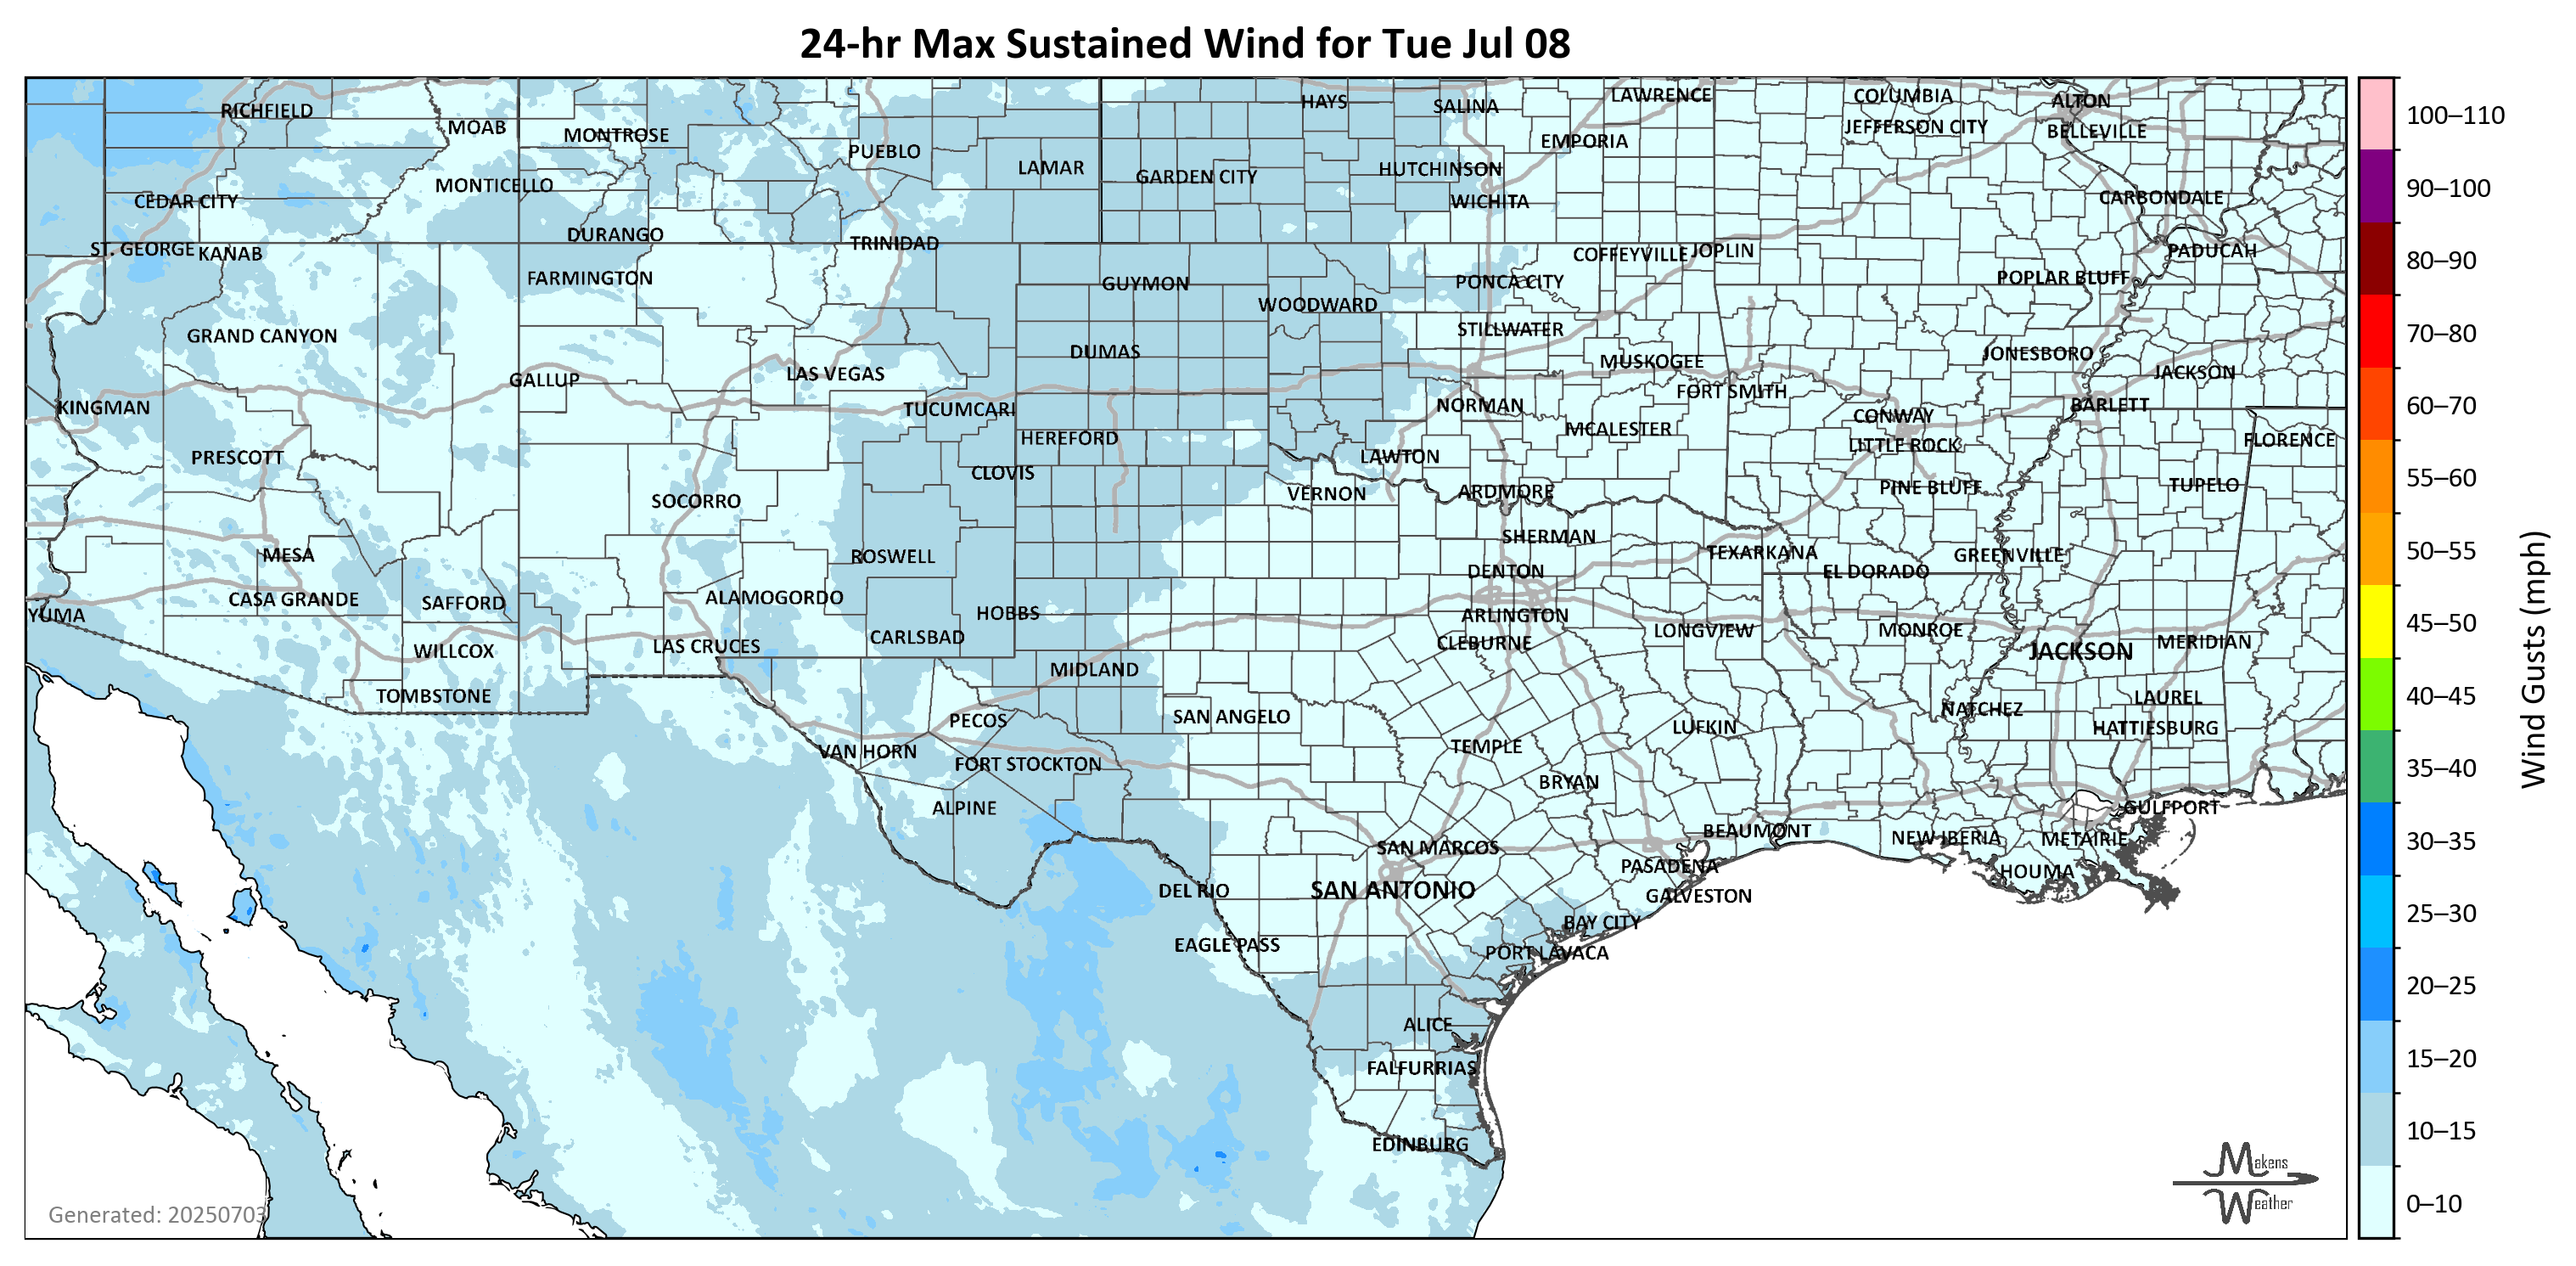 24-hr Max Sustained Wind for Tue Jul 08
RICHFIELD
MOAB
MONTROSE
PUEBLO
LAMAR
HAYS
SALINA
LAWRENCE
EMPORIA
COLUMBIA
JEFFERSON CITY
ALTON
BELLEVILLE
MONTICELLO
GARDEN CITY
HUTCHINSON
WICHITA
CARBONDALE
CEDAR CITY
DURANGO
TRINIDAD
ST. GEORGE
KANAB
FARMINGTON
GUYMON
WOODWARD
PONCA CITY
COFFEYVILLE
JOPLIN
POPLAR BLUFF
PADUCAH
GRAND CANYON
DUMAS
STILLWATER
MUSKOGEE
JONESBORO
JACKSON
GALLUP
LAS VEGAS
FORT SMITH
KINGMAN
TUCUMCARI
NORMAN
CONWAY
BARLETT
HEREFORD
MCALESTER
LITTLE ROCK
FLORENCE
PRESCOTT
CLOVIS
LAWTON
SOCORRO
VERNON
ARDMORE
PINE BLUFF
TUPELO
MESA
ROSWELL
SHERMAN
TEXARKANA
GREENVILLE
DENTON
EL DORADO
YUMA
CASA GRANDE
SAFFORD
ALAMOGORDO
HOBBS
ARLINGTON
CLEBURNE
LONGVIEW
MONROE
WILLCOX
LAS CRUCES
CARLSBAD
MIDLAND
JACKSON
MERIDIAN
TOMBSTONE
PECOS
SAN ANGELO
NATCHEZ
LAUREL
HATTIESBURG
VAN HORN
FORT STOCKTON
TEMPLE
LUFKIN
ALPINE
BRYAN
GULFPORT
BEAUMONT
NEW IBERIA
METAIRIE
SAN MARCOS
PASADENA
HOUMA
DEL RIO
SAN ANTONIO
GALVESTON
EAGLE PASS
BAY CITY
PORT LAVACA
ALICE
FALFURRIAS
EDINBURG
Generated: 20250703
Makens
Weather
100–110
90–100
80–90
70–80
60–70
55–60
50–55
45–50
40–45
35–40
30–35
25–30
20–25
15–20
10–15
0–10
Wind Gusts (mph)